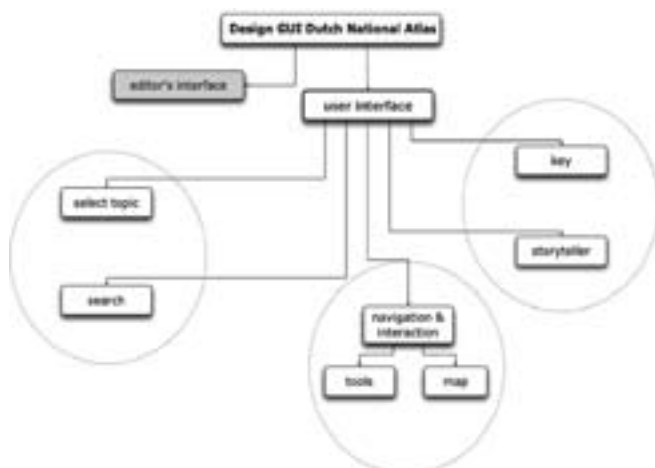 Design GUI Dutch National Atlas
editor's interface
user interface
key
select topic
storyteller
search
navigation &
interaction
tools
map